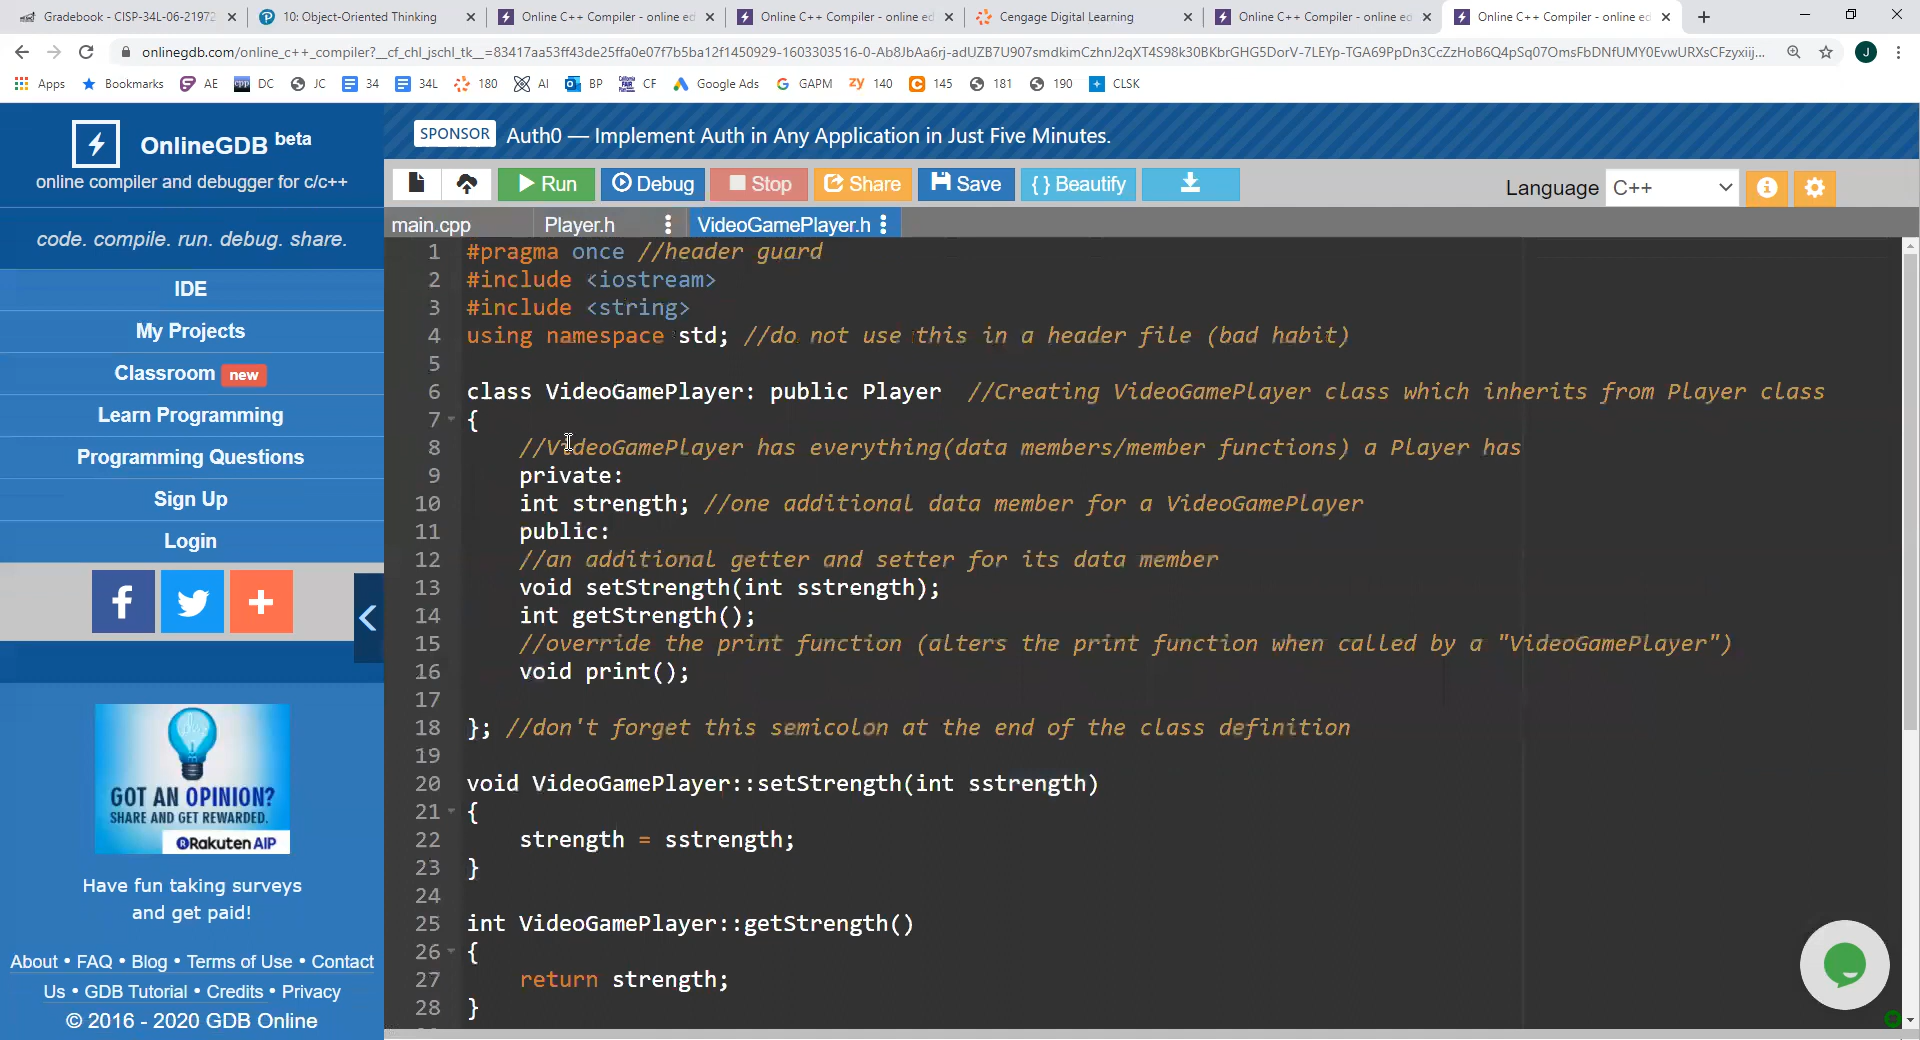 Gradebook - CISP-34L-06-21972
10: Object-Oriented Thinking
Online C++ Compiler - online ed
Online C++ Compiler - online ed
Cengage Digital Learning
Online C++ Compiler - online ed
Online C++ Compiler - online ed
onlinegdb.com/online_c++_compiler?__cf_chl_jschl_tk__=83417aa53ff43de25ffa0e07f7b5ba12f1450929-1603303516-0-Ab8JbAa6rj-adUZB7U907smdkimCzhnJ2qXT4S98k30BKbrGHG5DorV-7LEYp-TGA69PpDn3CcZzHoB6Q4pSq07OmsFbDNfUMY0EvwURXsCFzyxiij...
J
Apps Bookmarks AE DC JC 34 34L 180 AI BP CF Google Ads GAPM 140 145 181 190 CLSK
OnlineGDB beta
online compiler and debugger for c/c++
code. compile. run. debug. share.
IDE
My Projects
Classroom new
Learn Programming
Programming Questions
Sign Up
Login
GOT AN OPINION?
SHARE AND GET REWARDED.
Rakuten AIP
Have fun taking surveys
and get paid!
About • FAQ • Blog • Terms of Use • Contact
Us • GDB Tutorial • Credits • Privacy
© 2016 - 2020 GDB Online
SPONSOR Auth0 — Implement Auth in Any Application in Just Five Minutes.
Run Debug Stop Share Save { } Beautify
Language C++
main.cpp Player.h VideoGamePlayer.h
1 #pragma once //header guard
2 #include <iostream>
3 #include <string>
4 using namespace std; //do not use this in a header file (bad habit)
5
6 class VideoGamePlayer: public Player //Creating VideoGamePlayer class which inherits from Player class
7 {
8 //VideoGamePlayer has everything(data members/member functions) a Player has
9 private:
10 int strength; //one additional data member for a VideoGamePlayer
11 public:
12 //an additional getter and setter for its data member
13 void setStrength(int sstrength);
14 int getStrength();
15 //override the print function (alters the print function when called by a "VideoGamePlayer")
16 void print();
17
18 }; //don't forget this semicolon at the end of the class definition
19
20 void VideoGamePlayer::setStrength(int sstrength)
21 {
22 strength = sstrength;
23 }
24
25 int VideoGamePlayer::getStrength()
26 {
27 return strength;
28 }